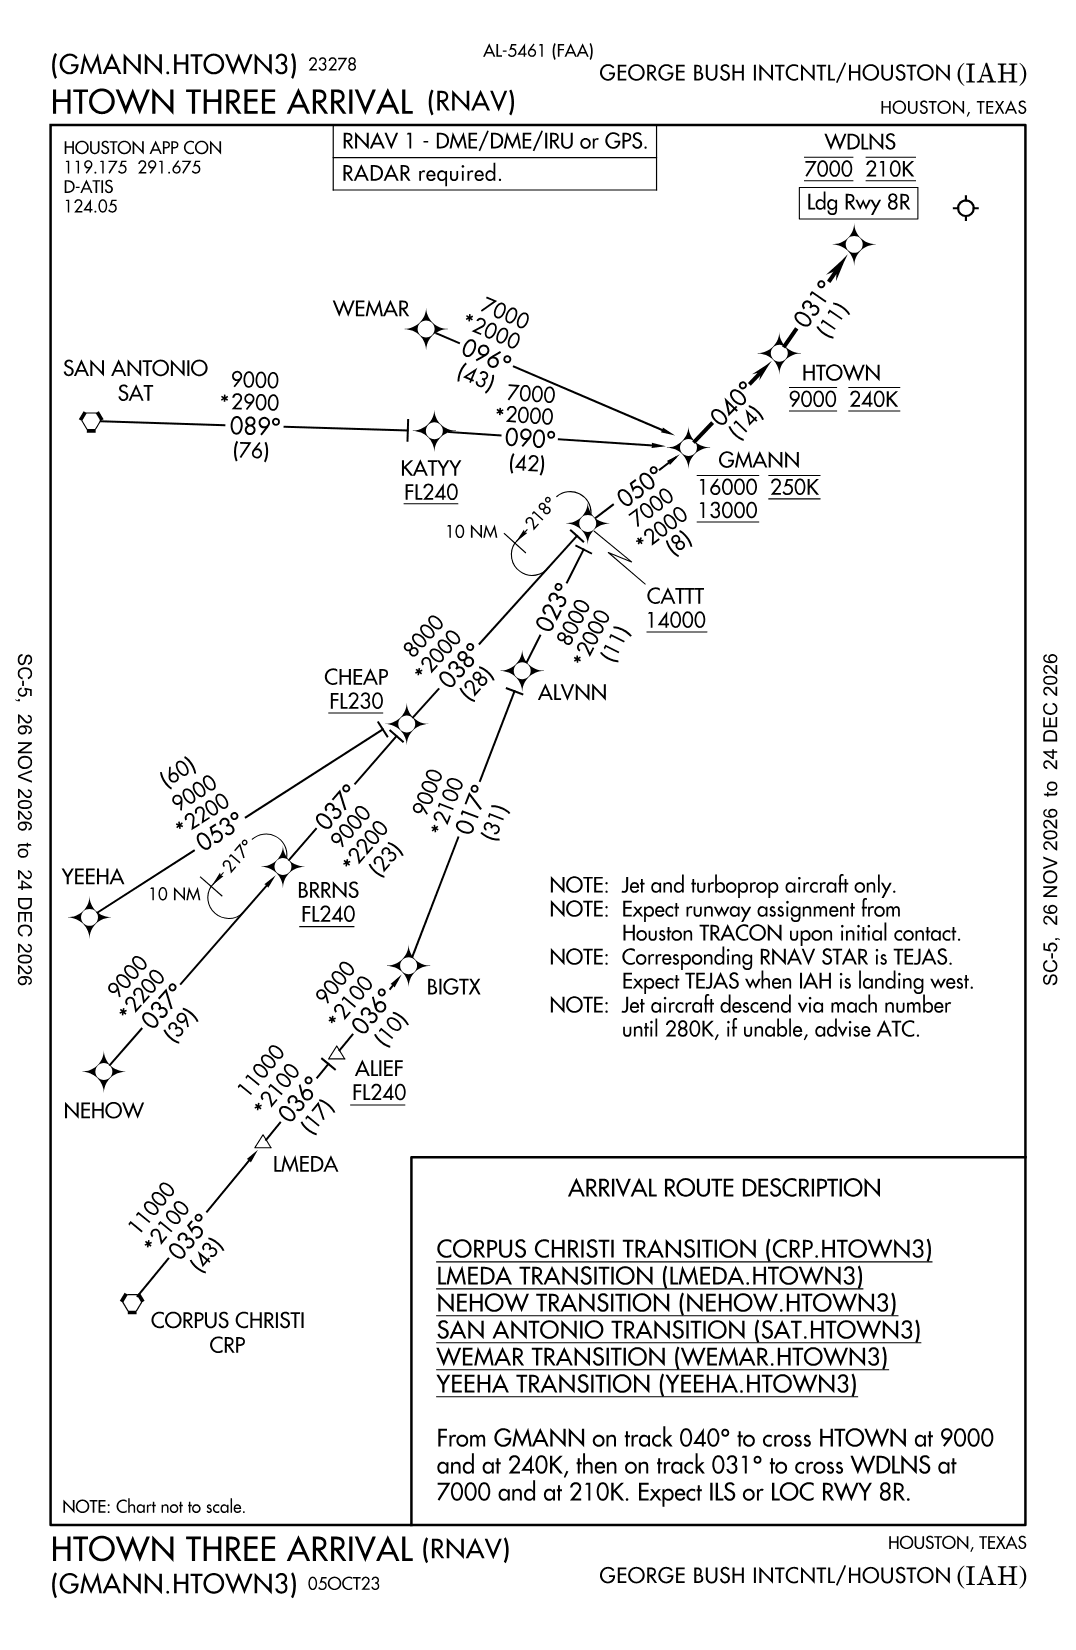 AL-5461 (FAA)
(GMANN.HTOWN3) 23278
GEORGE BUSH INTCNTL/HOUSTON (IAH)
HTOWN THREE ARRIVAL (RNAV)
HOUSTON, TEXAS
HOUSTON APP CON
119.175 291.675
D-ATIS
124.05
RNAV 1 - DME/DME/IRU or GPS.
RADAR required.
WDLNS
7000 210K
Ldg Rwy 8R
031°
(11)
WEMAR
7000
*2000
096°
(43)
SAN ANTONIO
SAT
9000
*2900
089°
(76)
7000
*2000
090°
(42)
KATYY
FL240
HTOWN
9000 240K
040°
(14)
GMANN
16000 250K
13000
050°
7000
*2000
(8)
218°
10 NM
CATTT
14000
023°
8000
*2000
(11)
8000
*2000
038°
(28)
CHEAP
FL230
ALVNN
(60)
9000
*2200
053°
037°
9000
*2200
(23)
9000
*2100
017°
(31)
217°
10 NM
YEEHA
BRRNS
FL240
9000
*2200
037°
(39)
NEHOW
BIGTX
9000
*2100
036°
(10)
ALIEF
FL240
11000
*2100
036°
(17)
LMEDA
11000
*2100
035°
(43)
CORPUS CHRISTI
CRP
NOTE: Jet and turboprop aircraft only.
NOTE: Expect runway assignment from
Houston TRACON upon initial contact.
NOTE: Corresponding RNAV STAR is TEJAS.
Expect TEJAS when IAH is landing west.
NOTE: Jet aircraft descend via mach number
until 280K, if unable, advise ATC.
ARRIVAL ROUTE DESCRIPTION
CORPUS CHRISTI TRANSITION (CRP.HTOWN3)
LMEDA TRANSITION (LMEDA.HTOWN3)
NEHOW TRANSITION (NEHOW.HTOWN3)
SAN ANTONIO TRANSITION (SAT.HTOWN3)
WEMAR TRANSITION (WEMAR.HTOWN3)
YEEHA TRANSITION (YEEHA.HTOWN3)
From GMANN on track 040° to cross HTOWN at 9000
and at 240K, then on track 031° to cross WDLNS at
7000 and at 210K. Expect ILS or LOC RWY 8R.
NOTE: Chart not to scale.
SC-5, 26 NOV 2026 to 24 DEC 2026
SC-5, 26 NOV 2026 to 24 DEC 2026
HTOWN THREE ARRIVAL (RNAV)
HOUSTON, TEXAS
(GMANN.HTOWN3) 05OCT23
GEORGE BUSH INTCNTL/HOUSTON (IAH)